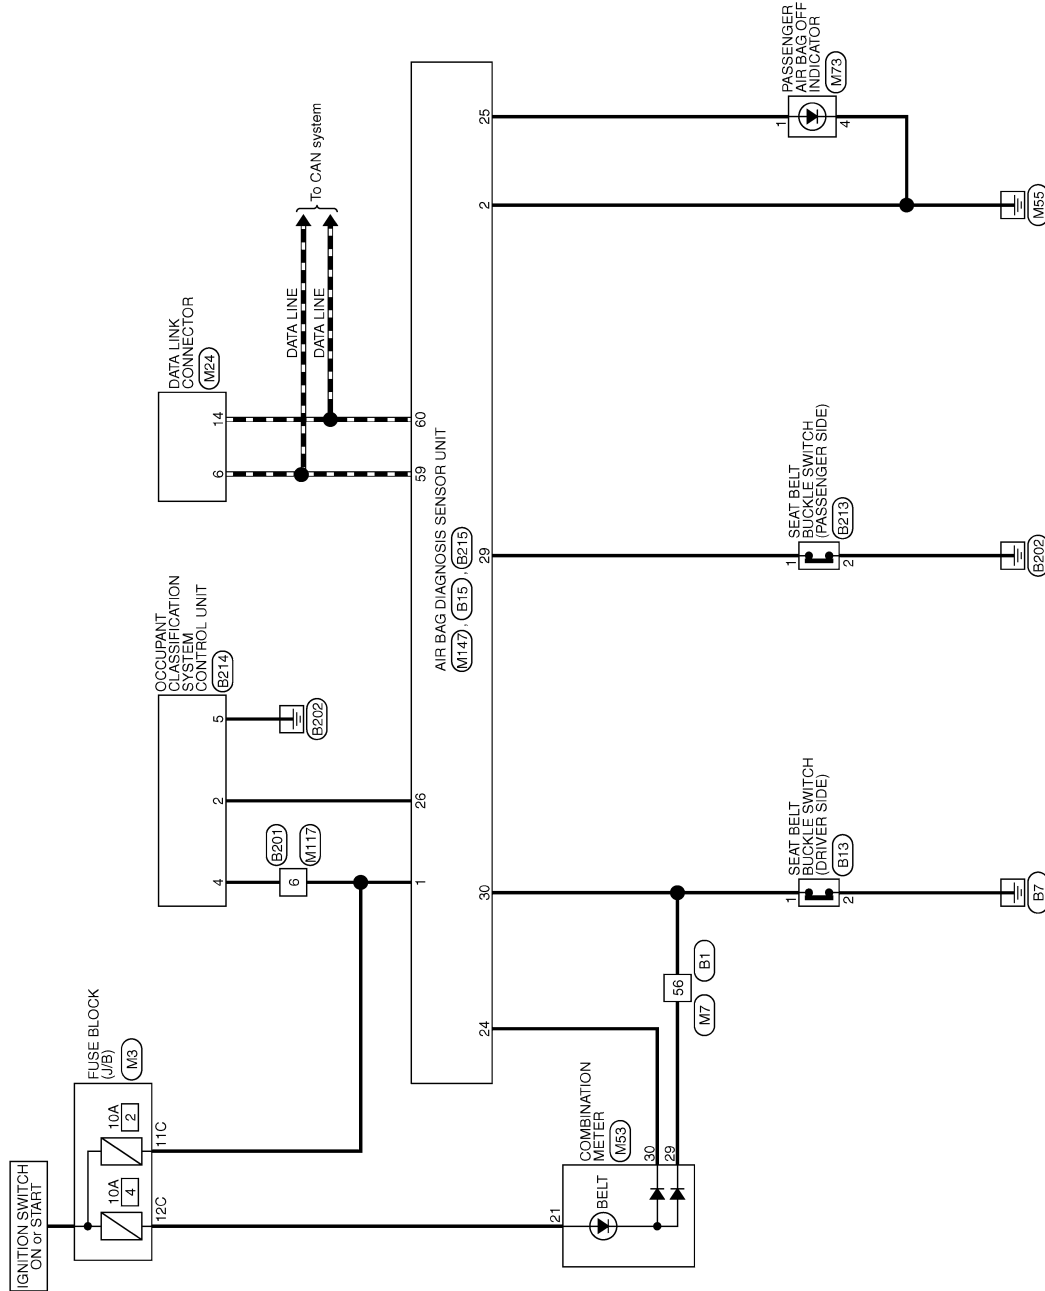 IGNITION SWITCH
ON or START
FUSE BLOCK
(J/B)
M3
10A
4
10A
2
12C
11C
OCCUPANT
CLASSIFICATION
SYSTEM
CONTROL UNIT
B214
4
2
5
B201
6
M117
B202
DATA LINK
CONNECTOR
M24
6
14
DATA LINE
DATA LINE
To CAN system
1
26
59
60
AIR BAG DIAGNOSIS SENSOR UNIT
M147 , B15 , B215
24
30
29
2
25
COMBINATION
METER
M53
21
BELT
30
29
56
M7
B1
SEAT BELT
BUCKLE SWITCH
(DRIVER SIDE)
B13
1
2
B7
SEAT BELT
BUCKLE SWITCH
(PASSENGER SIDE)
B213
1
2
B202
PASSENGER
AIR BAG OFF
INDICATOR
M73
1
4
M55